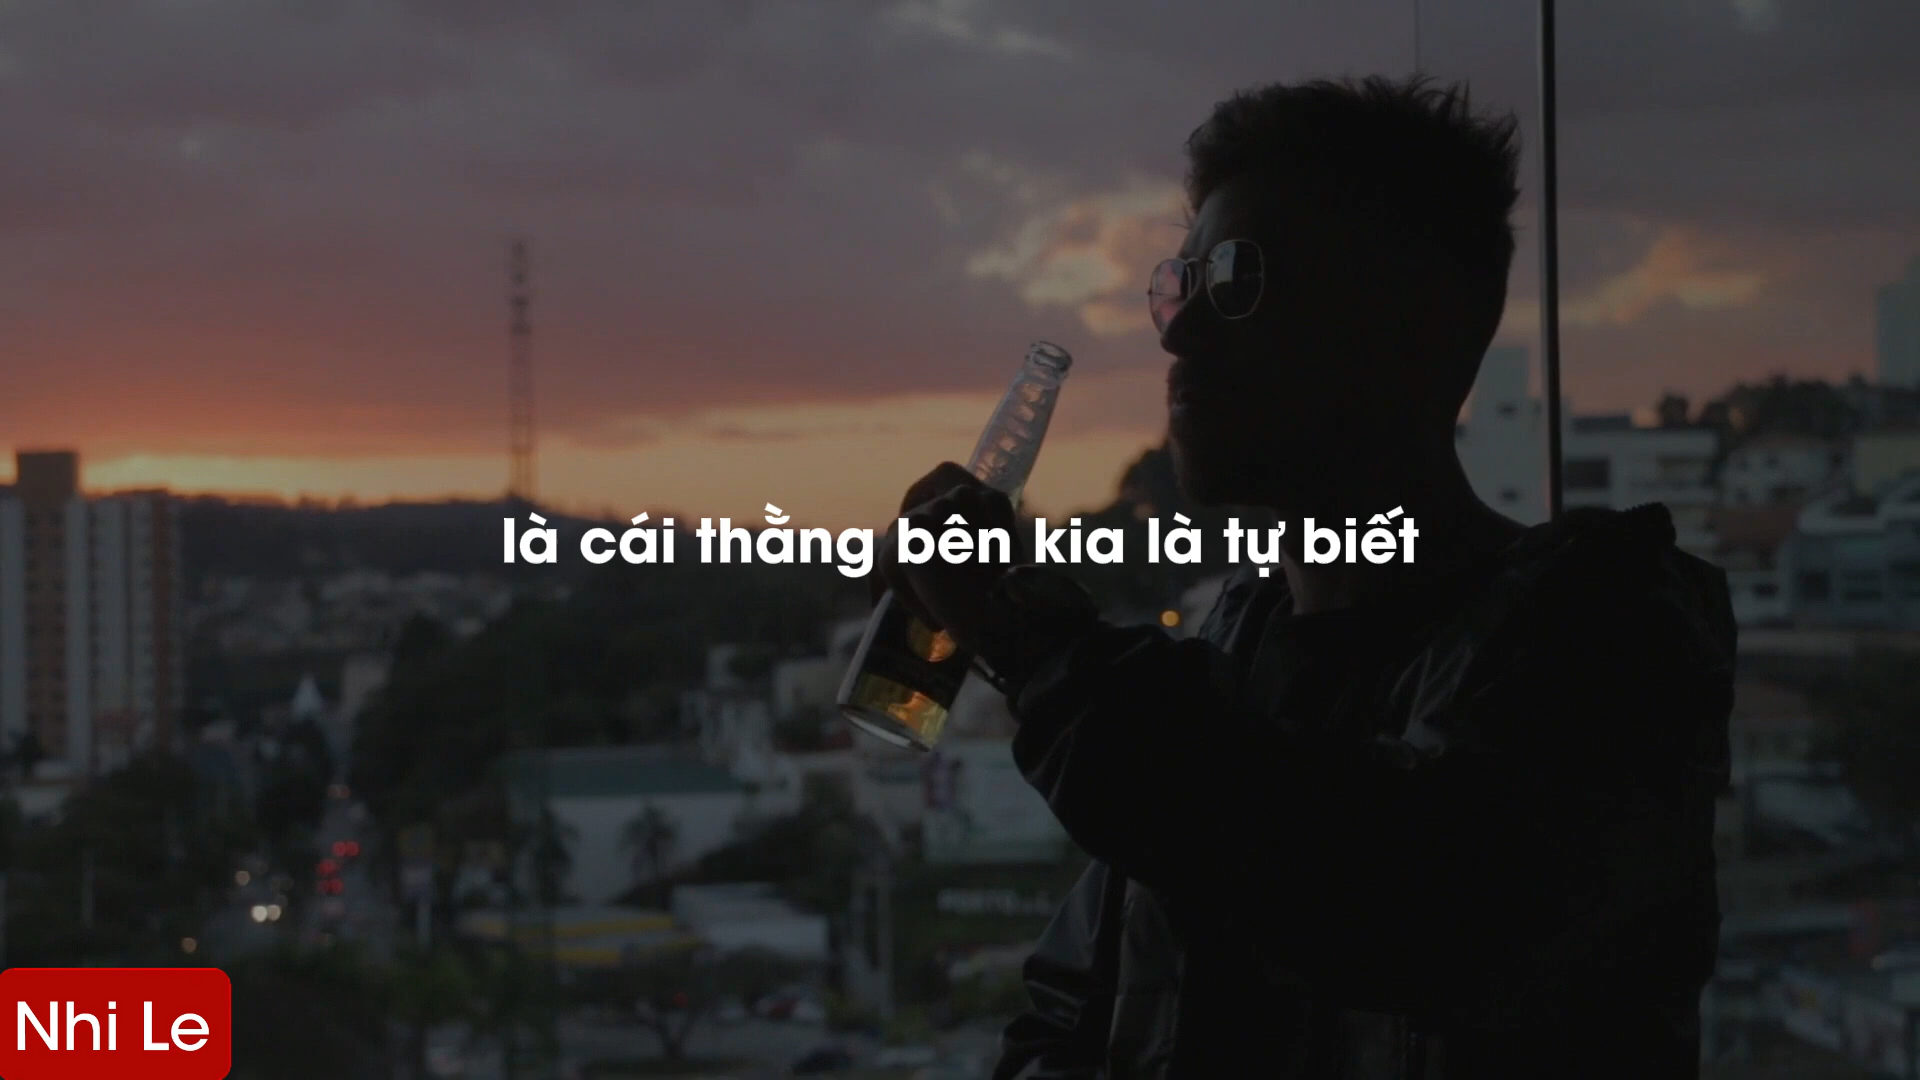 là cái thằng bên kia là tự biết
Nhi Le